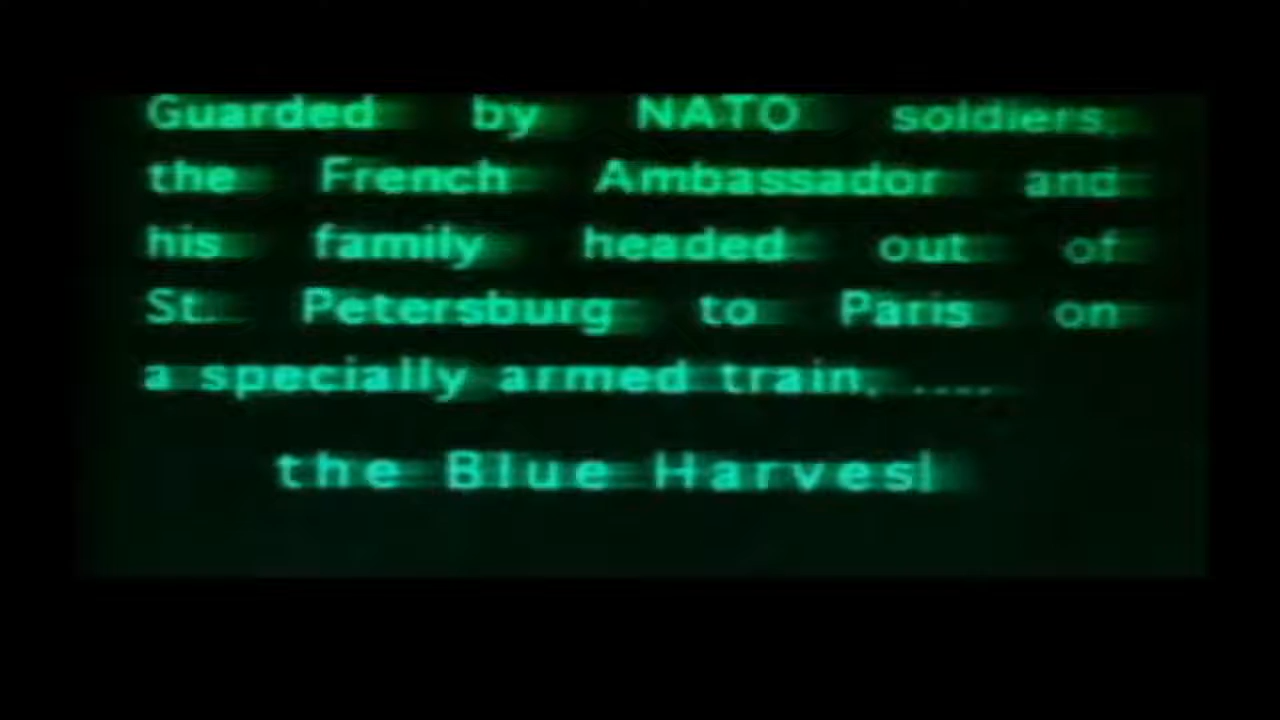 Guarded by NATO soldiers,
the French Ambassador and
his family headed out of
St. Petersburg to Paris on
a specially armed train. ....
the Blue Harves